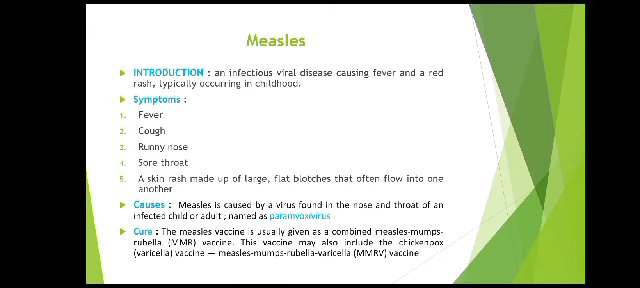 Measles
INTRODUCTION : an infectious viral disease causing fever and a red
rash, typically occurring in childhood.
Symptoms :
1. Fever
2. Cough
3. Runny nose
4. Sore throat
5. A skin rash made up of large, flat blotches that often flow into one
another
Causes : Measles is caused by a virus found in the nose and throat of an
infected child or adult ; named as paramyoxivirus
Cure : The measles vaccine is usually given as a combined measles-mumps-
rubella (MMR) vaccine. This vaccine may also include the chickenpox
(varicella) vaccine — measles-mumps-rubella-varicella (MMRV) vaccine